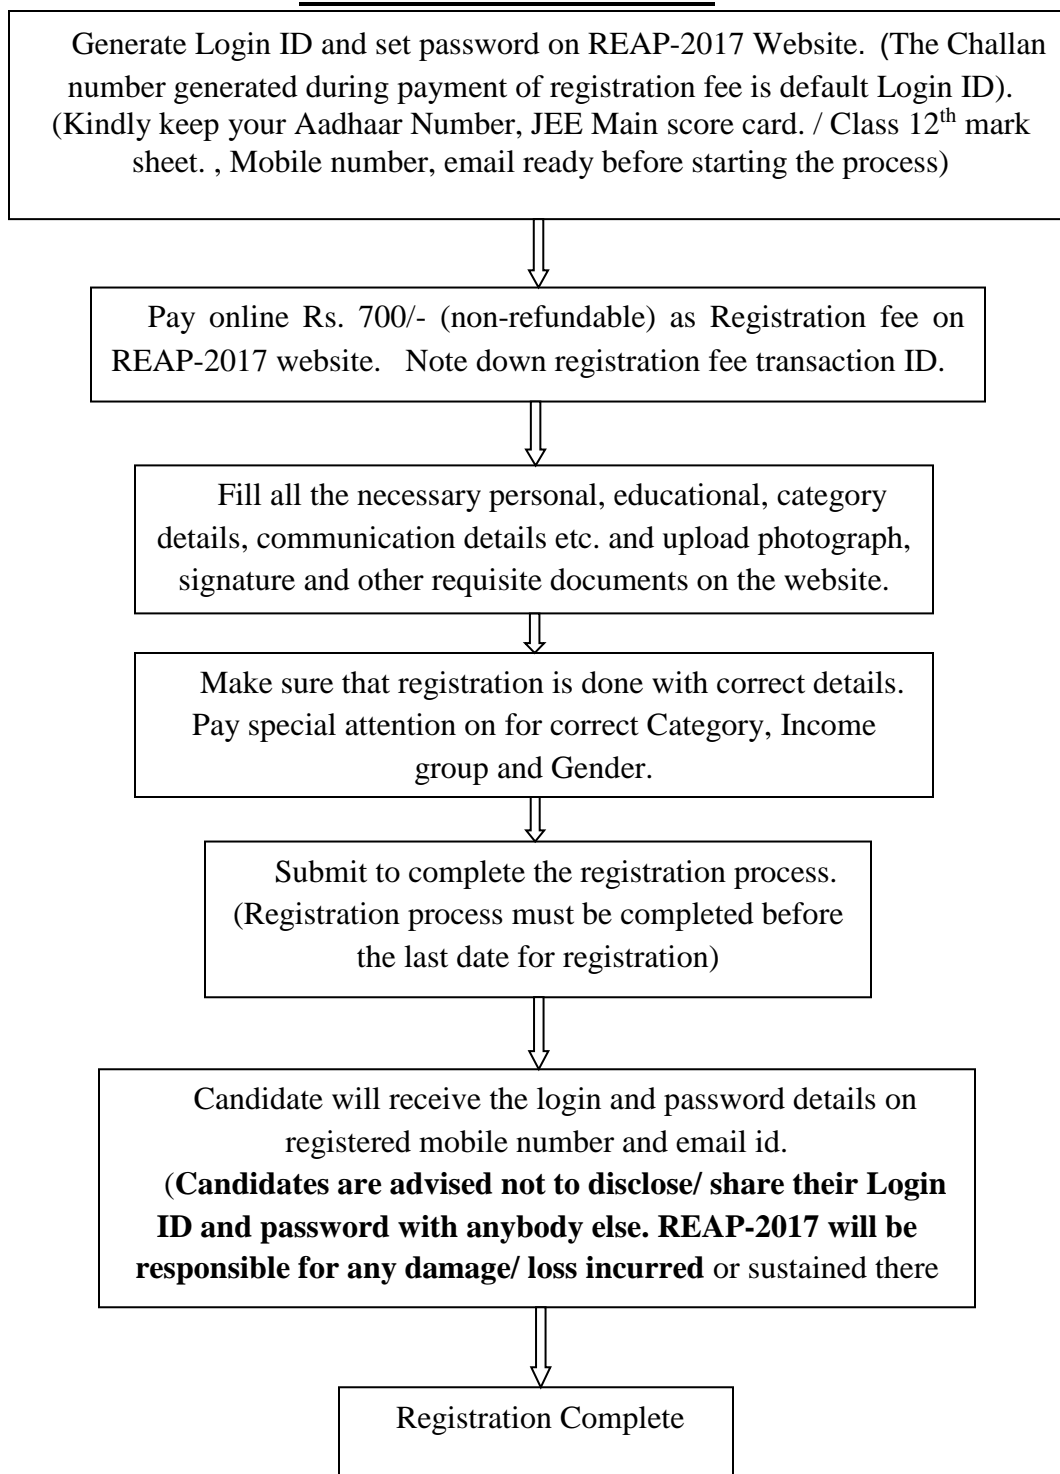 Generate Login ID and set password on REAP-2017 Website. (The Challan
number generated during payment of registration fee is default Login ID).
(Kindly keep your Aadhaar Number, JEE Main score card. / Class 12th mark
sheet. , Mobile number, email ready before starting the process)
Pay online Rs. 700/- (non-refundable) as Registration fee on
REAP-2017 website. Note down registration fee transaction ID.
Fill all the necessary personal, educational, category
details, communication details etc. and upload photograph,
signature and other requisite documents on the website.
Make sure that registration is done with correct details.
Pay special attention on for correct Category, Income
group and Gender.
Submit to complete the registration process.
(Registration process must be completed before
the last date for registration)
Candidate will receive the login and password details on
registered mobile number and email id.
(Candidates are advised not to disclose/ share their Login
ID and password with anybody else. REAP-2017 will be
responsible for any damage/ loss incurred or sustained there
Registration Complete